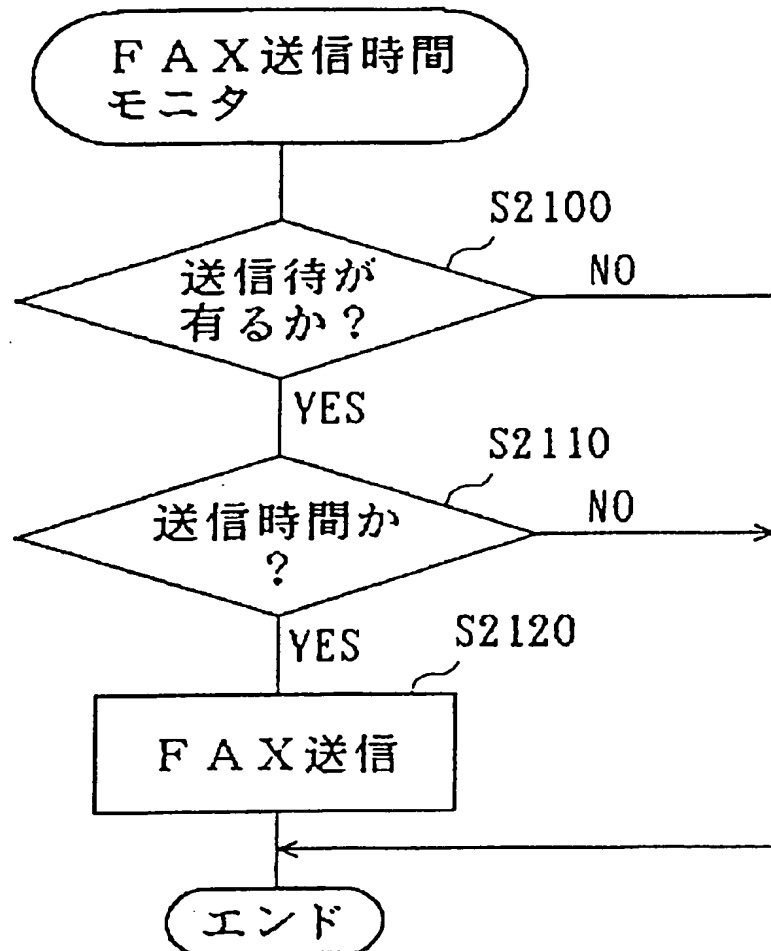 ＦＡＸ送信時間
モニタ
S2100
送信待が
有るか？
NO
YES
S2110
送信時間か
？
NO
YES
S2120
ＦＡＸ送信
エンド